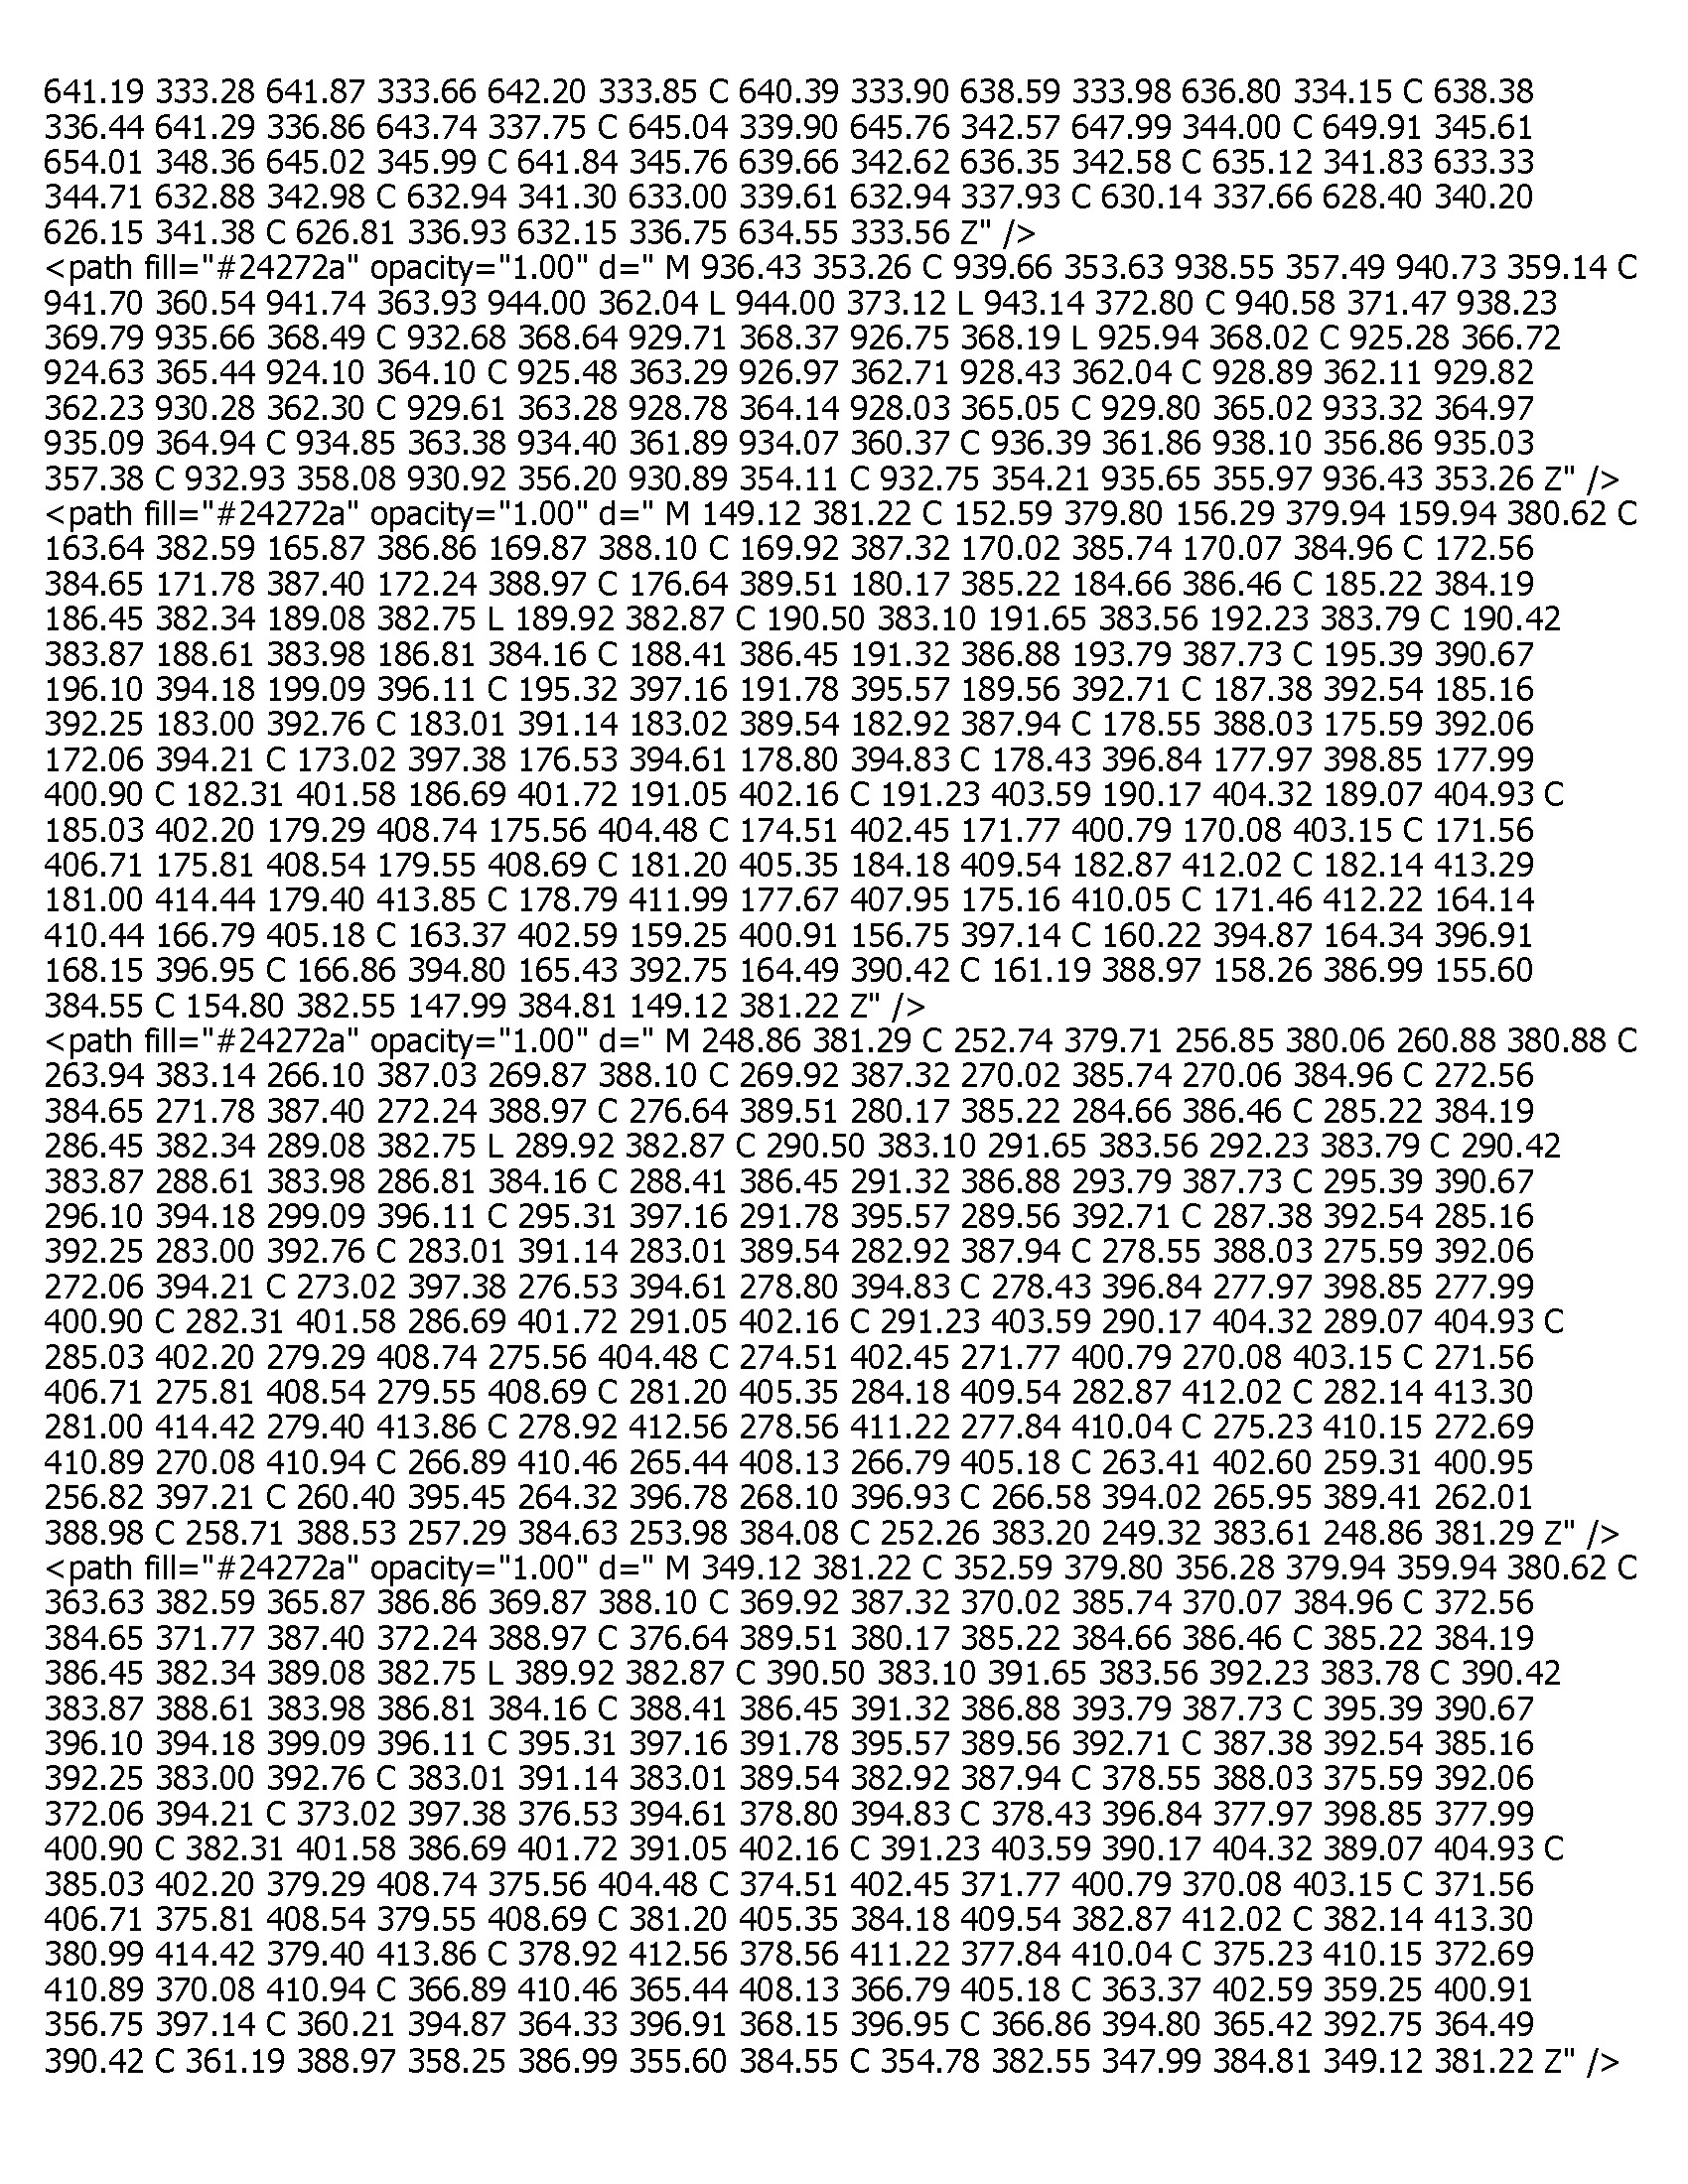 641.19 333.28 641.87 333.66 642.20 333.85 C 640.39 333.90 638.59 333.98 636.80 334.15 C 638.38
336.44 641.29 336.86 643.74 337.75 C 645.04 339.90 645.76 342.57 647.99 344.00 C 649.91 345.61
654.01 348.36 645.02 345.99 C 641.84 345.76 639.66 342.62 636.35 342.58 C 635.12 341.83 633.33
344.71 632.88 342.98 C 632.94 341.30 633.00 339.61 632.94 337.93 C 630.14 337.66 628.40 340.20
626.15 341.38 C 626.81 336.93 632.15 336.75 634.55 333.56 Z" />
<path fill="#24272a" opacity="1.00" d=" M 936.43 353.26 C 939.66 353.63 938.55 357.49 940.73 359.14 C
941.70 360.54 941.74 363.93 944.00 362.04 L 944.00 373.12 L 943.14 372.80 C 940.58 371.47 938.23
369.79 935.66 368.49 C 932.68 368.64 929.71 368.37 926.75 368.19 L 925.94 368.02 C 925.28 366.72
924.63 365.44 924.10 364.10 C 925.48 363.29 926.97 362.71 928.43 362.04 C 928.89 362.11 929.82
362.23 930.28 362.30 C 929.61 363.28 928.78 364.14 928.03 365.05 C 929.80 365.02 933.32 364.97
935.09 364.94 C 934.85 363.38 934.40 361.89 934.07 360.37 C 936.39 361.86 938.10 356.86 935.03
357.38 C 932.93 358.08 930.92 356.20 930.89 354.11 C 932.75 354.21 935.65 355.97 936.43 353.26 Z" />
<path fill="#24272a" opacity="1.00" d=" M 149.12 381.22 C 152.59 379.80 156.29 379.94 159.94 380.62 C
163.64 382.59 165.87 386.86 169.87 388.10 C 169.92 387.32 170.02 385.74 170.07 384.96 C 172.56
384.65 171.78 387.40 172.24 388.97 C 176.64 389.51 180.17 385.22 184.66 386.46 C 185.22 384.19
186.45 382.34 189.08 382.75 L 189.92 382.87 C 190.50 383.10 191.65 383.56 192.23 383.79 C 190.42
383.87 188.61 383.98 186.81 384.16 C 188.41 386.45 191.32 386.88 193.79 387.73 C 195.39 390.67
196.10 394.18 199.09 396.11 C 195.32 397.16 191.78 395.57 189.56 392.71 C 187.38 392.54 185.16
392.25 183.00 392.76 C 183.01 391.14 183.02 389.54 182.92 387.94 C 178.55 388.03 175.59 392.06
172.06 394.21 C 173.02 397.38 176.53 394.61 178.80 394.83 C 178.43 396.84 177.97 398.85 177.99
400.90 C 182.31 401.58 186.69 401.72 191.05 402.16 C 191.23 403.59 190.17 404.32 189.07 404.93 C
185.03 402.20 179.29 408.74 175.56 404.48 C 174.51 402.45 171.77 400.79 170.08 403.15 C 171.56
406.71 175.81 408.54 179.55 408.69 C 181.20 405.35 184.18 409.54 182.87 412.02 C 182.14 413.29
181.00 414.44 179.40 413.85 C 178.79 411.99 177.67 407.95 175.16 410.05 C 171.46 412.22 164.14
410.44 166.79 405.18 C 163.37 402.59 159.25 400.91 156.75 397.14 C 160.22 394.87 164.34 396.91
168.15 396.95 C 166.86 394.80 165.43 392.75 164.49 390.42 C 161.19 388.97 158.26 386.99 155.60
384.55 C 154.80 382.55 147.99 384.81 149.12 381.22 Z" />
<path fill="#24272a" opacity="1.00" d=" M 248.86 381.29 C 252.74 379.71 256.85 380.06 260.88 380.88 C
263.94 383.14 266.10 387.03 269.87 388.10 C 269.92 387.32 270.02 385.74 270.06 384.96 C 272.56
384.65 271.78 387.40 272.24 388.97 C 276.64 389.51 280.17 385.22 284.66 386.46 C 285.22 384.19
286.45 382.34 289.08 382.75 L 289.92 382.87 C 290.50 383.10 291.65 383.56 292.23 383.79 C 290.42
383.87 288.61 383.98 286.81 384.16 C 288.41 386.45 291.32 386.88 293.79 387.73 C 295.39 390.67
296.10 394.18 299.09 396.11 C 295.31 397.16 291.78 395.57 289.56 392.71 C 287.38 392.54 285.16
392.25 283.00 392.76 C 283.01 391.14 283.01 389.54 282.92 387.94 C 278.55 388.03 275.59 392.06
272.06 394.21 C 273.02 397.38 276.53 394.61 278.80 394.83 C 278.43 396.84 277.97 398.85 277.99
400.90 C 282.31 401.58 286.69 401.72 291.05 402.16 C 291.23 403.59 290.17 404.32 289.07 404.93 C
285.03 402.20 279.29 408.74 275.56 404.48 C 274.51 402.45 271.77 400.79 270.08 403.15 C 271.56
406.71 275.81 408.54 279.55 408.69 C 281.20 405.35 284.18 409.54 282.87 412.02 C 282.14 413.30
281.00 414.42 279.40 413.86 C 278.92 412.56 278.56 411.22 277.84 410.04 C 275.23 410.15 272.69
410.89 270.08 410.94 C 266.89 410.46 265.44 408.13 266.79 405.18 C 263.41 402.60 259.31 400.95
256.82 397.21 C 260.40 395.45 264.32 396.78 268.10 396.93 C 266.58 394.02 265.95 389.41 262.01
388.98 C 258.71 388.53 257.29 384.63 253.98 384.08 C 252.26 383.20 249.32 383.61 248.86 381.29 Z" />
<path fill="#24272a" opacity="1.00" d=" M 349.12 381.22 C 352.59 379.80 356.28 379.94 359.94 380.62 C
363.63 382.59 365.87 386.86 369.87 388.10 C 369.92 387.32 370.02 385.74 370.07 384.96 C 372.56
384.65 371.77 387.40 372.24 388.97 C 376.64 389.51 380.17 385.22 384.66 386.46 C 385.22 384.19
386.45 382.34 389.08 382.75 L 389.92 382.87 C 390.50 383.10 391.65 383.56 392.23 383.78 C 390.42
383.87 388.61 383.98 386.81 384.16 C 388.41 386.45 391.32 386.88 393.79 387.73 C 395.39 390.67
396.10 394.18 399.09 396.11 C 395.31 397.16 391.78 395.57 389.56 392.71 C 387.38 392.54 385.16
392.25 383.00 392.76 C 383.01 391.14 383.01 389.54 382.92 387.94 C 378.55 388.03 375.59 392.06
372.06 394.21 C 373.02 397.38 376.53 394.61 378.80 394.83 C 378.43 396.84 377.97 398.85 377.99
400.90 C 382.31 401.58 386.69 401.72 391.05 402.16 C 391.23 403.59 390.17 404.32 389.07 404.93 C
385.03 402.20 379.29 408.74 375.56 404.48 C 374.51 402.45 371.77 400.79 370.08 403.15 C 371.56
406.71 375.81 408.54 379.55 408.69 C 381.20 405.35 384.18 409.54 382.87 412.02 C 382.14 413.30
380.99 414.42 379.40 413.86 C 378.92 412.56 378.56 411.22 377.84 410.04 C 375.23 410.15 372.69
410.89 370.08 410.94 C 366.89 410.46 365.44 408.13 366.79 405.18 C 363.37 402.59 359.25 400.91
356.75 397.14 C 360.21 394.87 364.33 396.91 368.15 396.95 C 366.86 394.80 365.42 392.75 364.49
390.42 C 361.19 388.97 358.25 386.99 355.60 384.55 C 354.78 382.55 347.99 384.81 349.12 381.22 Z" />